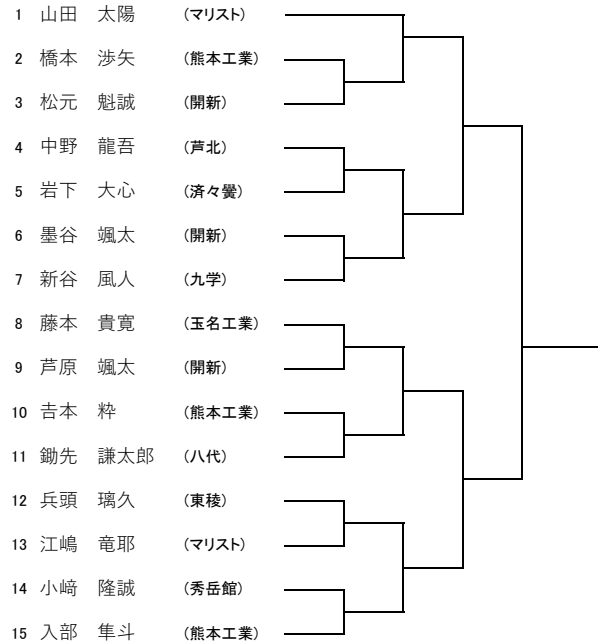 1 山田 太陽 (マリスト)
2 橋本 渉矢 (熊本工業)
3 松元 魁誠 (開新)
4 中野 龍吾 (芦北)
5 岩下 大心 (済々黌)
6 墨谷 颯太 (開新)
7 新谷 風人 (九学)
8 藤本 貴寛 (玉名工業)
9 芦原 颯太 (開新)
10 𠮷本 粋 (熊本工業)
11 鋤先 謙太郎 (八代)
12 兵頭 璃久 (東稜)
13 江嶋 竜耶 (マリスト)
14 小﨑 隆誠 (秀岳館)
15 入部 隼斗 (熊本工業)